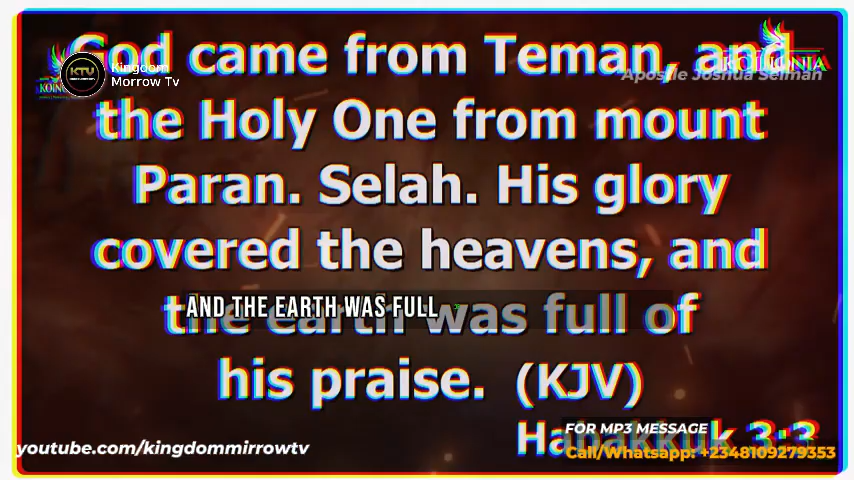 God came from Teman, and
KTV
Kingdom
Morrow Tv
KOINONIA
Apostle Joshua Selman
the Holy One from mount
Paran. Selah. His glory
covered the heavens, and
the earth was full of
AND THE EARTH WAS FULL
his praise. (KJV)
Habakkuk 3:3
FOR MP3 MESSAGE
Call/Whatsapp: +2348109279353
youtube.com/kingdommirrowtv